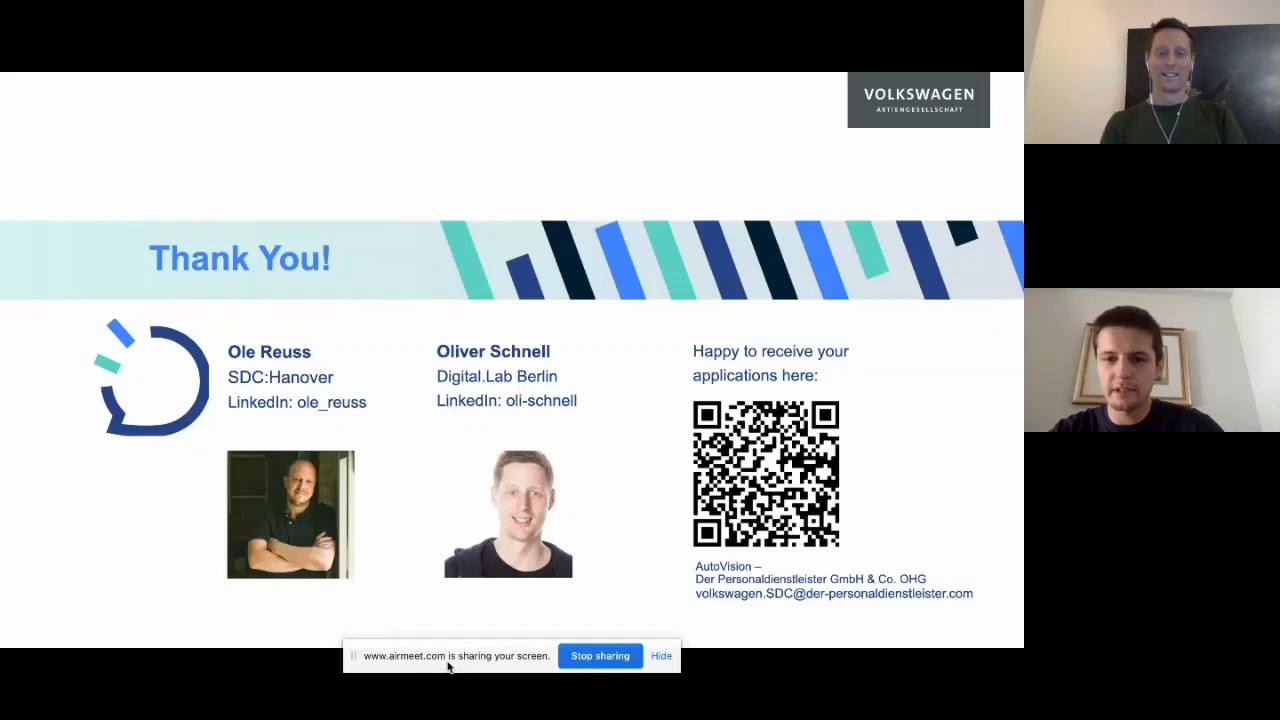 VOLKSWAGEN
AKTIENGESELLSCHAFT
Thank You!
Ole Reuss
SDC:Hanover
LinkedIn: ole_reuss
Oliver Schnell
Digital.Lab Berlin
LinkedIn: oli-schnell
Happy to receive your
applications here:
AutoVision –
Der Personaldienstleister GmbH & Co. OHG
volkswagen.SDC@der-personaldienstleister.com
www.airmeet.com is sharing your screen.
Stop sharing
Hide